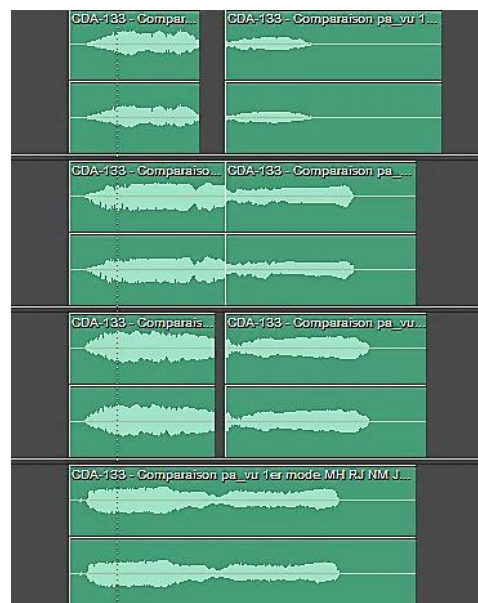 CDA-133 - Compar...
CDA-133 - Comparaison pa_vu 1...
CDA-133 - Comparaiso...
CDA-133 - Comparaison pa_...
CDA-133 - Comparais...
CDA-133 - Comparaison pa_vu...
CDA-133 - Comparaison pa_vu 1er mode MH RJ NM J...